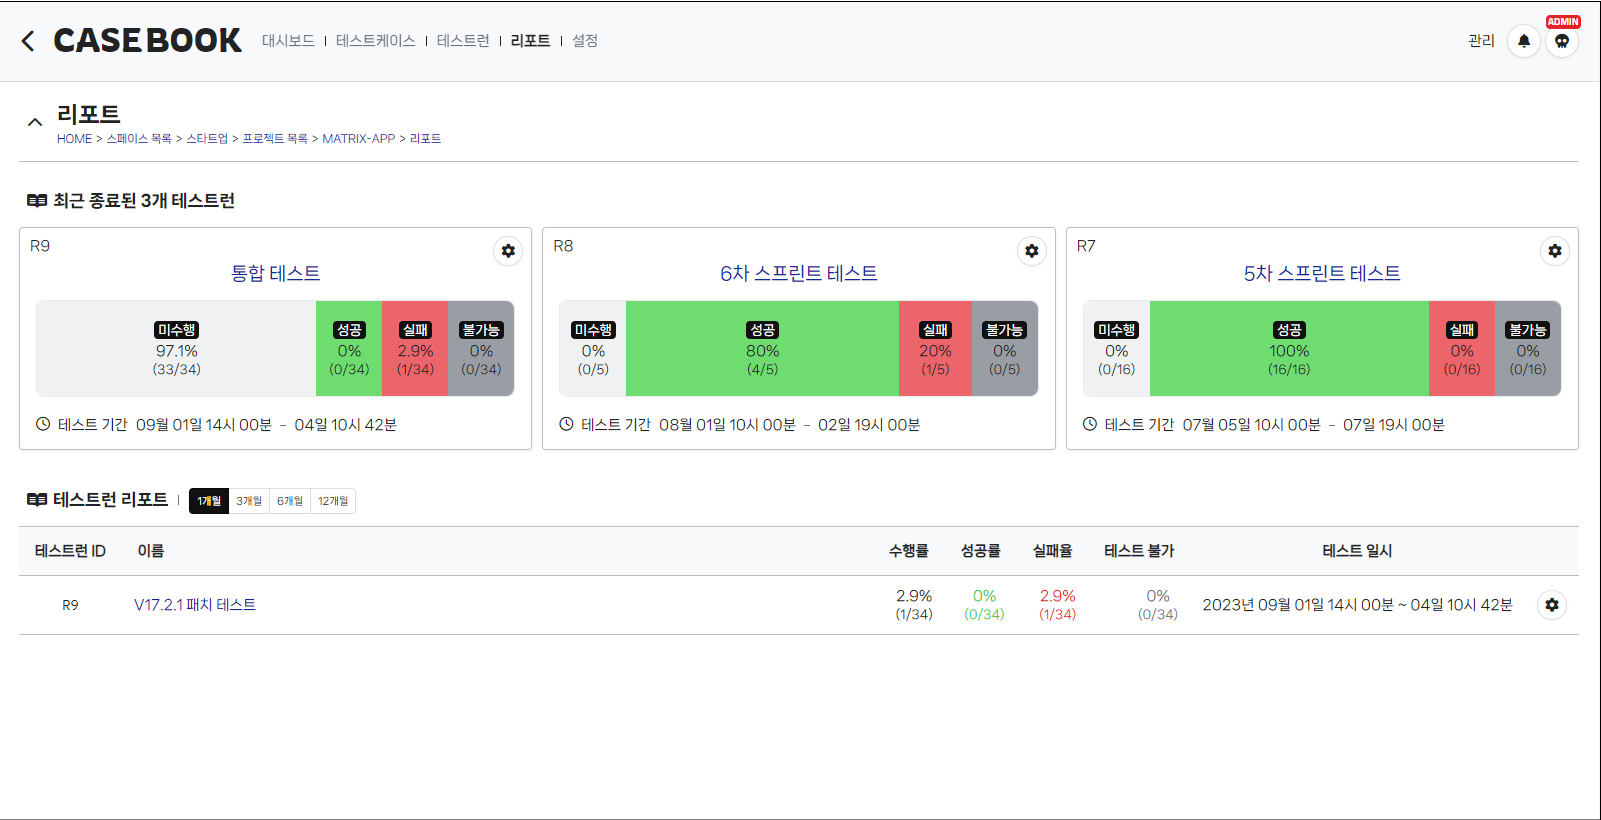 CASE BOOK 대시보드 | 테스트케이스 | 테스트런 | 리포트 | 설정 관리 ADMIN
리포트
HOME > 스페이스 목록 > 스타트업 > 프로젝트 목록 > MATRIX-APP > 리포트
최근 종료된 3개 테스트런
R9
통합 테스트
미수행 성공 실패 불가능
97.1% 0% 2.9% 0%
(33/34) (0/34) (1/34) (0/34)
테스트 기간 09월 01일 14시 00분 - 04일 10시 42분
R8
6차 스프린트 테스트
미수행 성공 실패 불가능
0% 80% 20% 0%
(0/5) (4/5) (1/5) (0/5)
테스트 기간 08월 01일 10시 00분 - 02일 19시 00분
R7
5차 스프린트 테스트
미수행 성공 실패 불가능
0% 100% 0% 0%
(0/16) (16/16) (0/16) (0/16)
테스트 기간 07월 05일 10시 00분 - 07일 19시 00분
테스트런 리포트 | 1개월 3개월 6개월 12개월
테스트런 ID 이름 수행률 성공률 실패율 테스트 불가 테스트 일시
R9 V17.2.1 패치 테스트 2.9% 0% 2.9% 0% 2023년 09월 01일 14시 00분 ~ 04일 10시 42분
(1/34) (0/34) (1/34) (0/34)